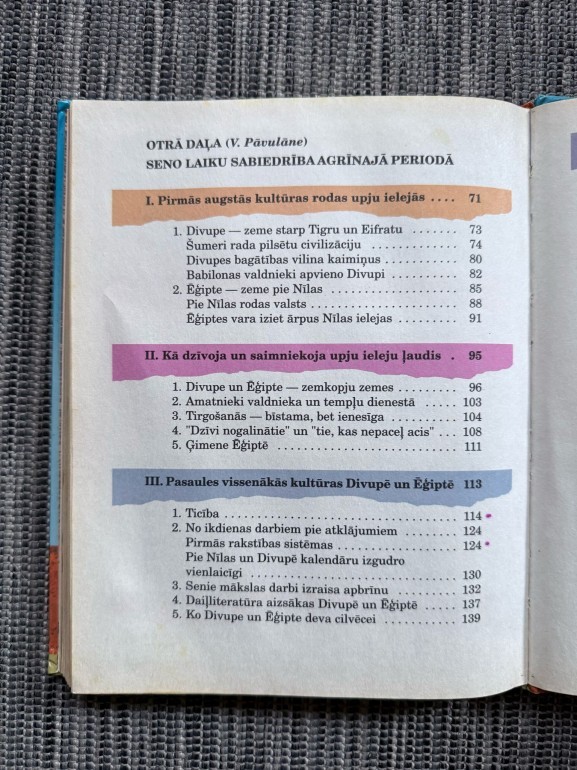 OTRĀ DAĻA (V. Pāvulāne)
SENO LAIKU SABIEDRĪBA AGRĪNAJĀ PERIODĀ
I. Pirmās augstās kultūras rodas upju ielejās .... 71
1. Divupe — zeme starp Tigru un Eifratu ....... 73
Šumeri rada pilsētu civilizāciju ............ 74
Divupes bagātības vilina kaimiņus .......... 80
Babilonas valdnieki apvieno Divupi ......... 82
2. Ēģipte — zeme pie Nīlas .................. 85
Pie Nīlas rodas valsts ..................... 88
Ēģiptes vara iziet ārpus Nīlas ielejas ........ 91
II. Kā dzīvoja un saimniekoja upju ieleju ļaudis . 95
1. Divupe un Ēģipte — zemkopju zemes ......... 96
2. Amatnieki valdnieka un tempļu dienestā ..... 103
3. Tirgošanās — bīstama, bet ienesīga .......... 104
4. "Dzīvi nogalinātie" un "tie, kas nepaceļ acis" ... 108
5. Ģimene Ēģiptē ............................ 111
III. Pasaules vissenākās kultūras Divupē un Ēģiptē 113
1. Ticība ................................... 114
2. No ikdienas darbiem pie atklājumiem ....... 124
Pirmās rakstības sistēmas .................. 124
Pie Nīlas un Divupē kalendāru izgudro
vienlaicīgi ............................... 130
3. Senie mākslas darbi izraisa apbrīnu .......... 132
4. Daiļliteratūra aizsākas Divupē un Ēģiptē ..... 137
5. Ko Divupe un Ēģipte deva cilvēcei .......... 139